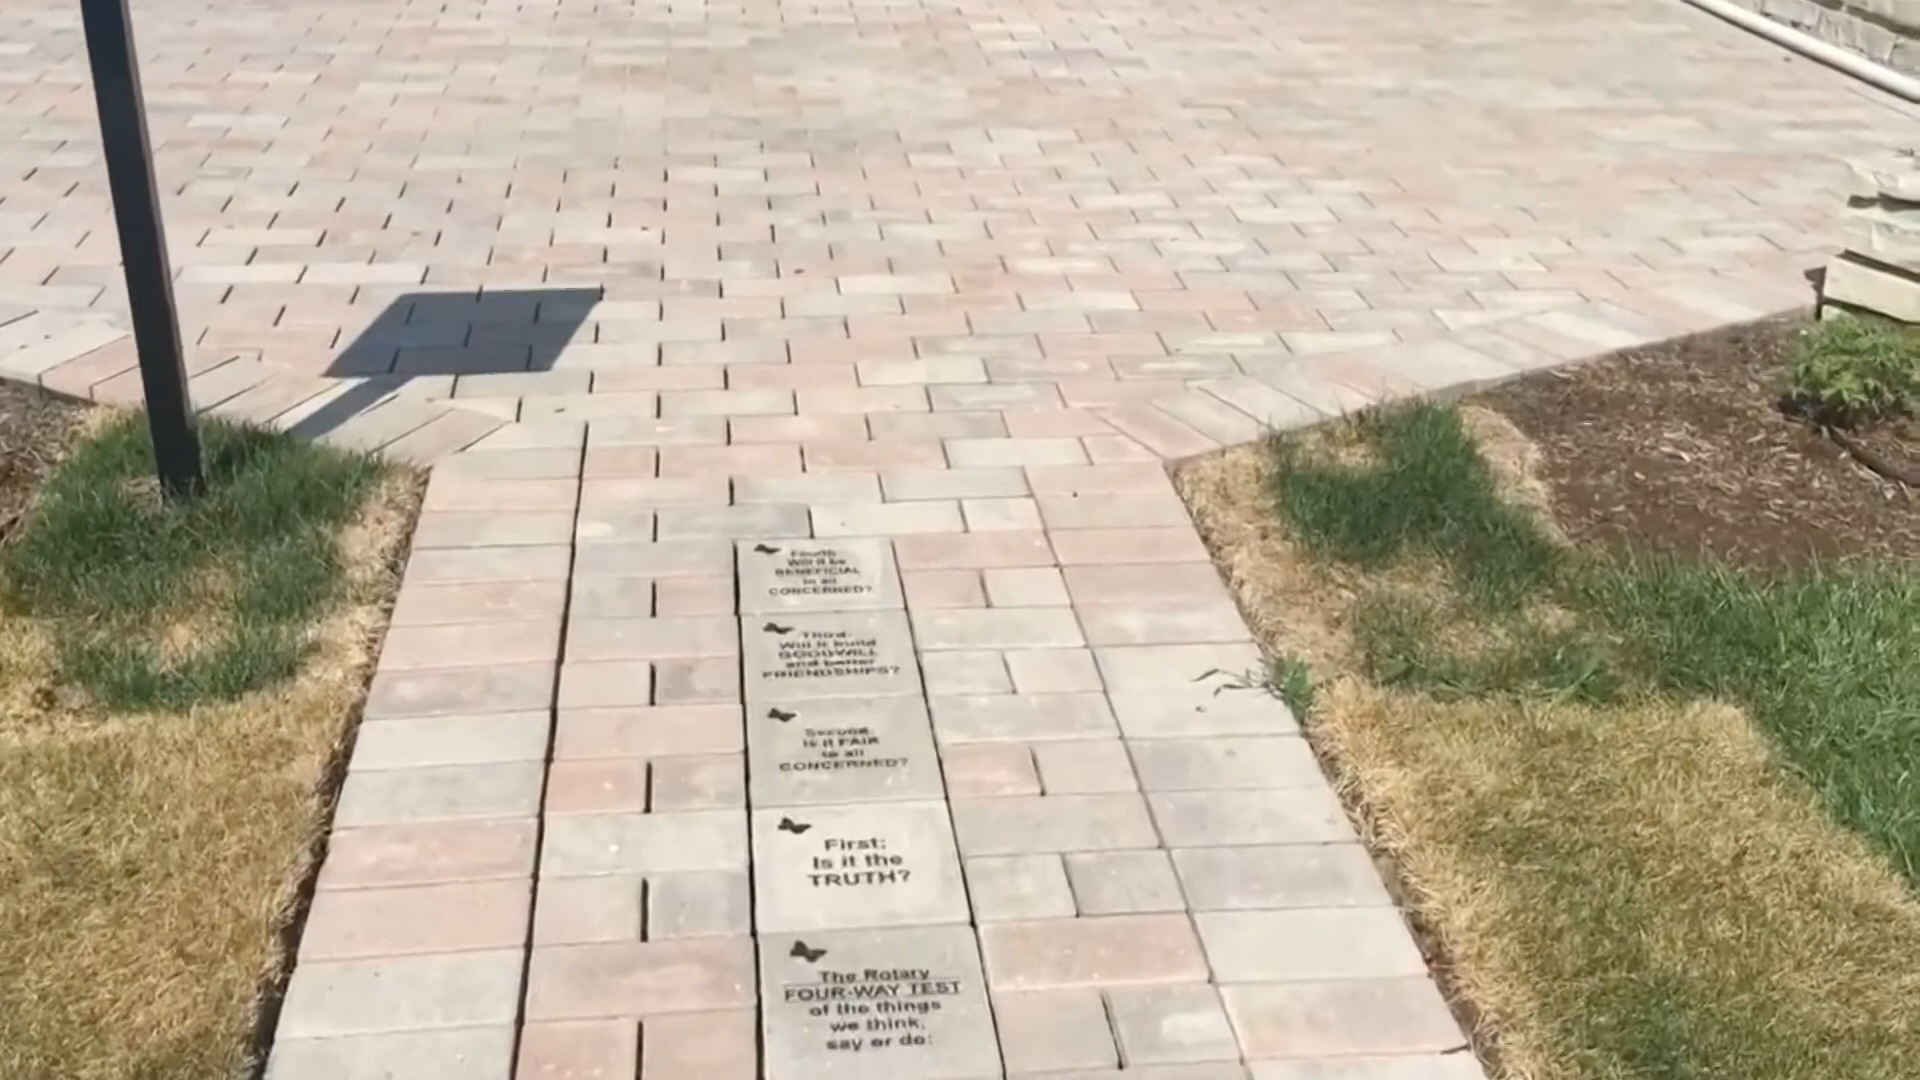 Fourth:
Will it be
BENEFICIAL
to all
CONCERNED?
Third:
Will it build
GOODWILL
and better
FRIENDSHIPS?
Second:
Is it FAIR
to all
CONCERNED?
First:
Is it the
TRUTH?
The Rotary
FOUR-WAY TEST
of the things
we think,
say or do: